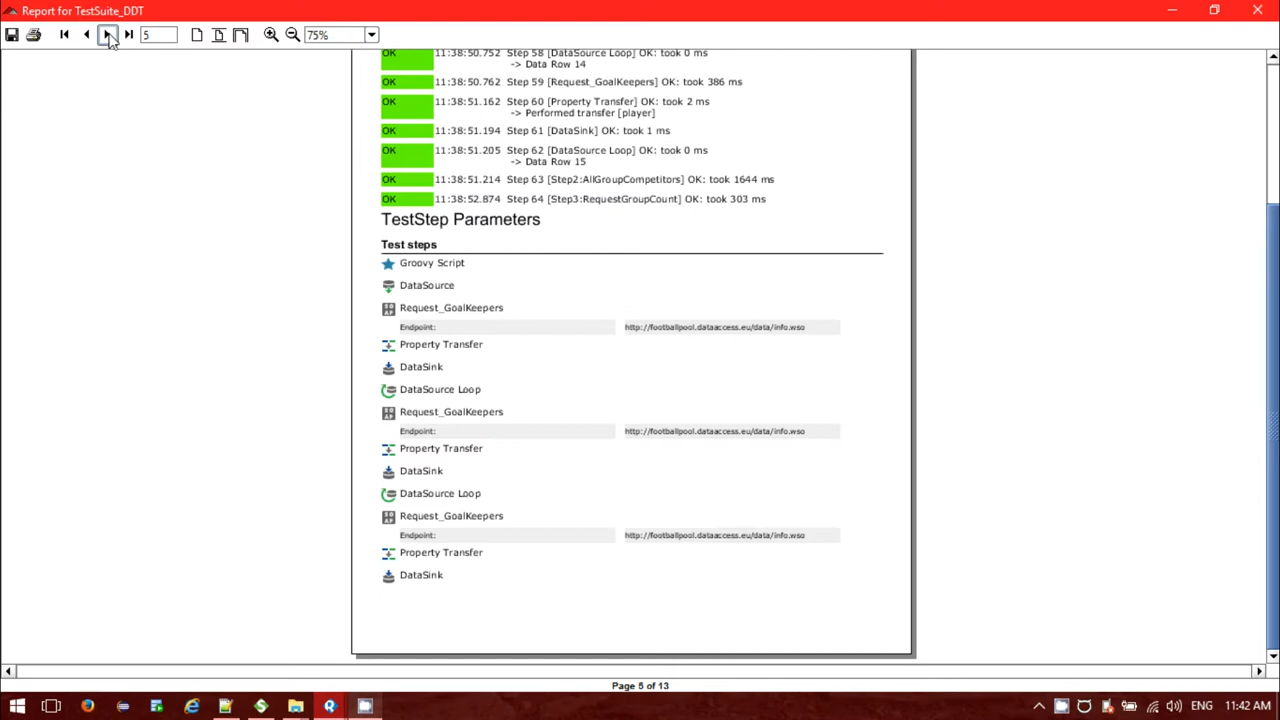 Report for TestSuite_DDT
5
75%
OK 11:38:50.752 Step 58 [DataSource Loop] OK: took 0 ms
-> Data Row 14
OK 11:38:50.762 Step 59 [Request_GoalKeepers] OK: took 386 ms
OK 11:38:51.162 Step 60 [Property Transfer] OK: took 2 ms
-> Performed transfer [player]
OK 11:38:51.194 Step 61 [DataSink] OK: took 1 ms
OK 11:38:51.205 Step 62 [DataSource Loop] OK: took 0 ms
-> Data Row 15
OK 11:38:51.214 Step 63 [Step2:AllGroupCompetitors] OK: took 1644 ms
OK 11:38:52.874 Step 64 [Step3:RequestGroupCount] OK: took 303 ms
TestStep Parameters
Test steps
Groovy Script
DataSource
Request_GoalKeepers
Endpoint: http://footballpool.dataaccess.eu/data/info.wso
Property Transfer
DataSink
DataSource Loop
Request_GoalKeepers
Endpoint: http://footballpool.dataaccess.eu/data/info.wso
Property Transfer
DataSink
DataSource Loop
Request_GoalKeepers
Endpoint: http://footballpool.dataaccess.eu/data/info.wso
Property Transfer
DataSink
Page 5 of 13
ENG 11:42 AM